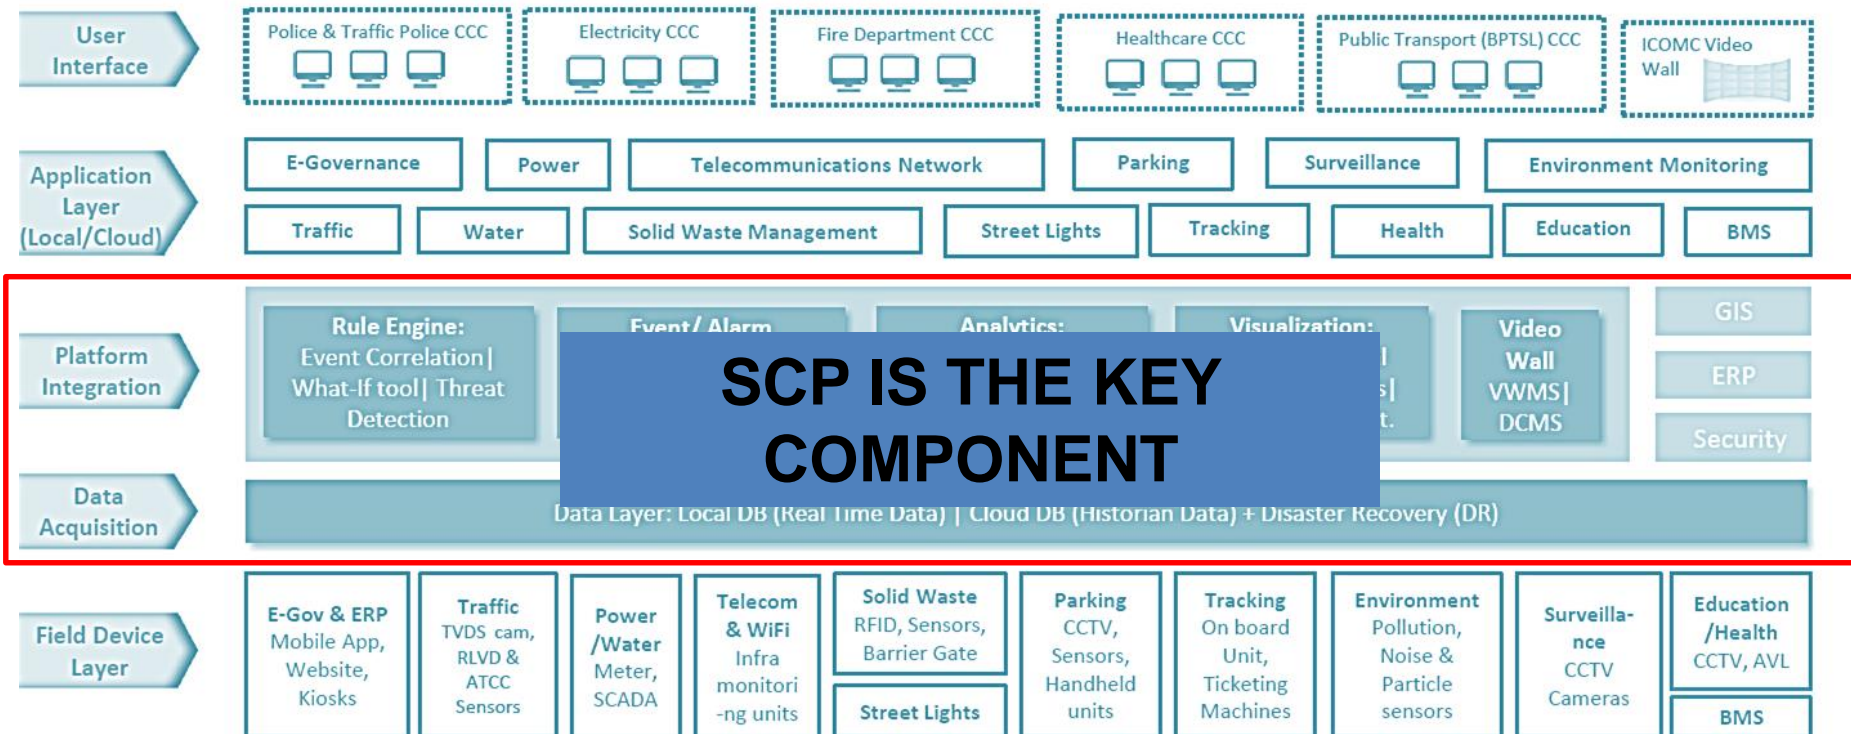 User
Interface
Police & Traffic Police CCC
Electricity CCC
Fire Department CCC
Healthcare CCC
Public Transport (BPTSL) CCC
ICOMC Video
Wall
Application
Layer
(Local/Cloud)
E-Governance
Power
Telecommunications Network
Parking
Surveillance
Environment Monitoring
Traffic
Water
Solid Waste Management
Street Lights
Tracking
Health
Education
BMS
Platform
Integration
Rule Engine:
Event Correlation|
What-If tool| Threat
Detection
Event/ Alarm
Analytics:
Visualization:
SCP IS THE KEY
COMPONENT
Video
Wall
VWMS|
DCMS
GIS
ERP
Security
Data
Acquisition
Data Layer: Local DB (Real Time Data) | Cloud DB (Historian Data) + Disaster Recovery (DR)
Field Device
Layer
E-Gov & ERP
Mobile App,
Website,
Kiosks
Traffic
TVDS cam,
RLVD &
ATCC
Sensors
Power
/Water
Meter,
SCADA
Telecom
& WiFi
Infra
monitori
-ng units
Solid Waste
RFID, Sensors,
Barrier Gate
Street Lights
Parking
CCTV,
Sensors,
Handheld
units
Tracking
On board
Unit,
Ticketing
Machines
Environment
Pollution,
Noise &
Particle
sensors
Surveilla-
nce
CCTV
Cameras
Education
/Health
CCTV, AVL
BMS